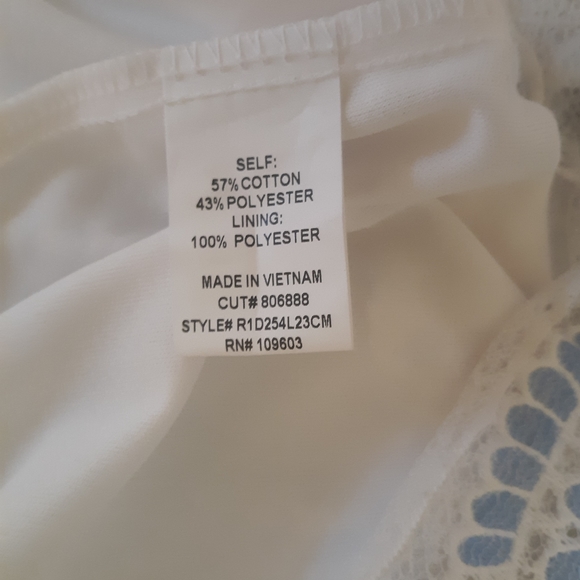 SELF:
57% COTTON
43% POLYESTER
LINING:
100% POLYESTER
MADE IN VIETNAM
CUT# 806888
STYLE# R1D254L23CM
RN# 109603